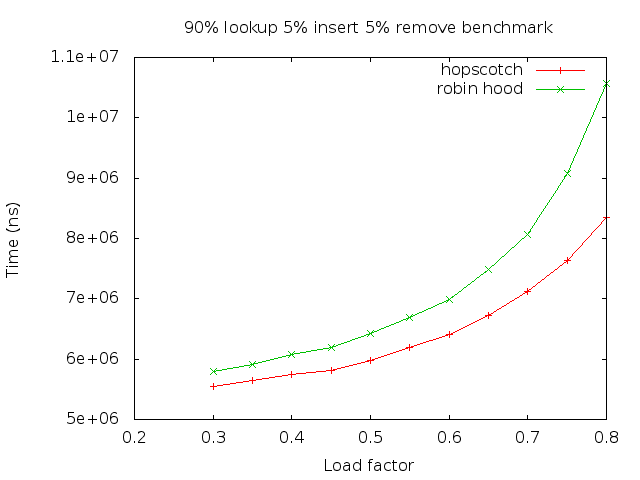 90% lookup 5% insert 5% remove benchmark
hopscotch
robin hood
1.1e+07
1e+07
9e+06
8e+06
7e+06
6e+06
5e+06
Time (ns)
0.2 0.3 0.4 0.5 0.6 0.7 0.8
Load factor